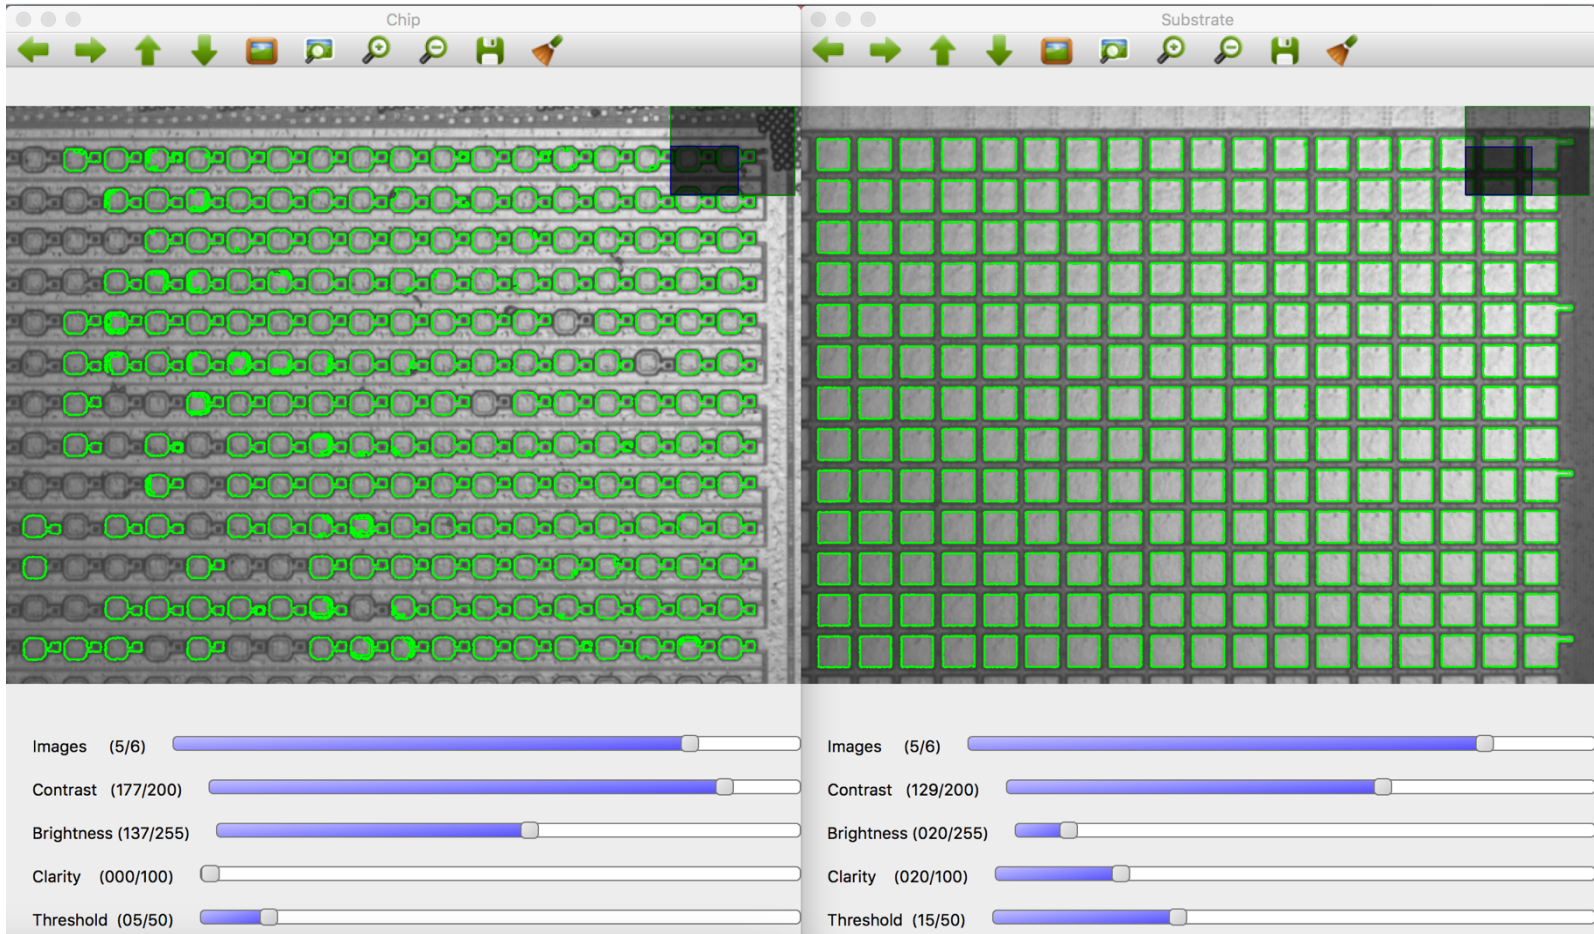 Chip
Images (5/6)
Contrast (177/200)
Brightness (137/255)
Clarity (000/100)
Threshold (05/50)
Substrate
Images (5/6)
Contrast (129/200)
Brightness (020/255)
Clarity (020/100)
Threshold (15/50)